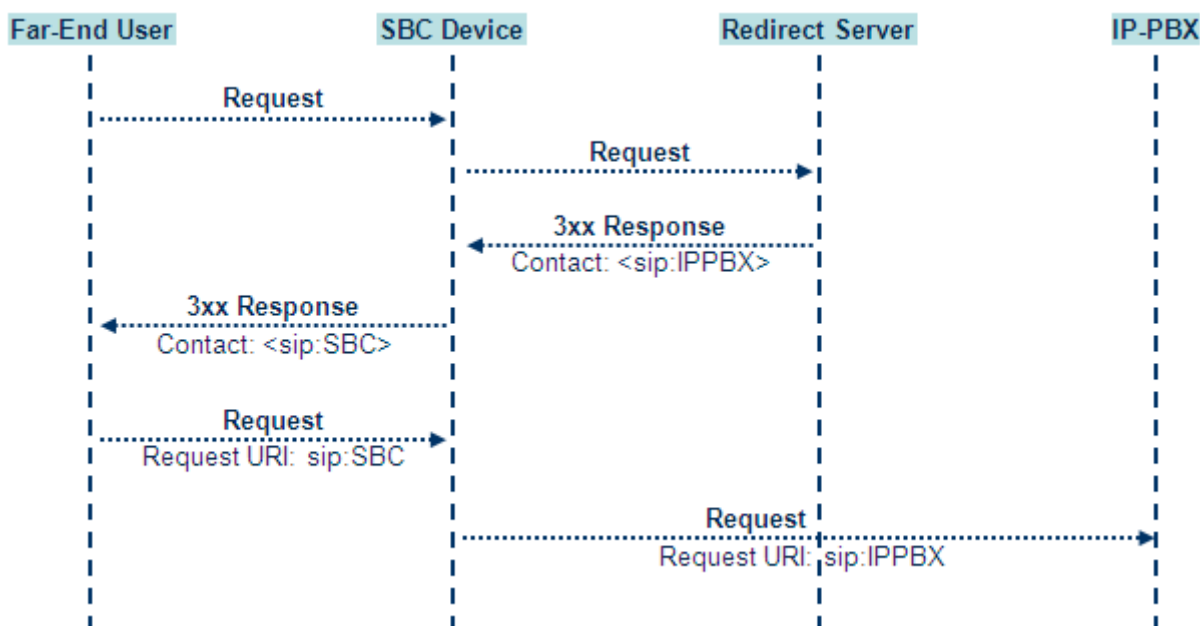 Far-End User
SBC Device
Redirect Server
IP-PBX
Request
Request
3xx Response
Contact: <sip:IPPBX>
3xx Response
Contact: <sip:SBC>
Request
Request URI: sip:SBC
Request
Request URI: sip:IPPBX